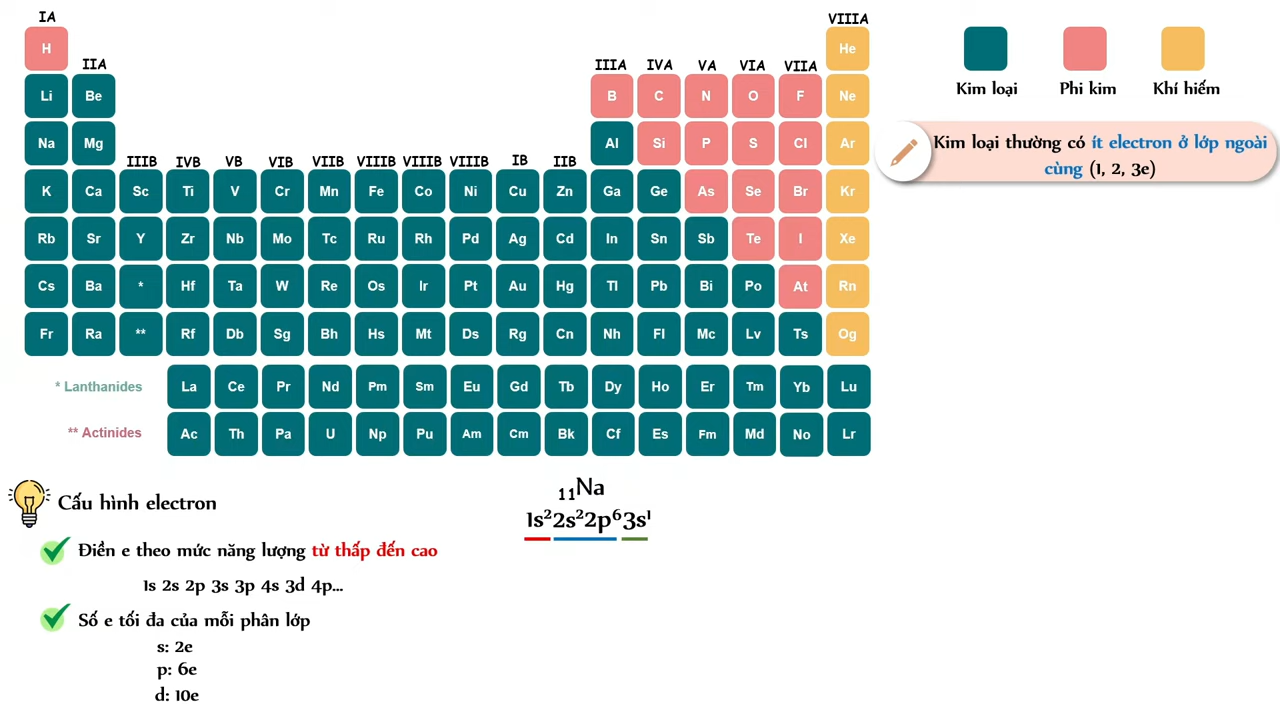 IA
VIIIA
H
He
IIA
IIIA IVA VA VIA VIIA
Li Be B C N O F Ne
Na Mg Al Si P S Cl Ar
IIIB IVB VB VIB VIIB VIIIB VIIIB VIIIB IB IIB
K Ca Sc Ti V Cr Mn Fe Co Ni Cu Zn Ga Ge As Se Br Kr
Rb Sr Y Zr Nb Mo Tc Ru Rh Pd Ag Cd In Sn Sb Te I Xe
Cs Ba * Hf Ta W Re Os Ir Pt Au Hg Tl Pb Bi Po At Rn
Fr Ra ** Rf Db Sg Bh Hs Mt Ds Rg Cn Nh Fl Mc Lv Ts Og
* Lanthanides La Ce Pr Nd Pm Sm Eu Gd Tb Dy Ho Er Tm Yb Lu
** Actinides Ac Th Pa U Np Pu Am Cm Bk Cf Es Fm Md No Lr
Kim loại Phi kim Khí hiếm
Kim loại thường có ít electron ở lớp ngoài
cùng (1, 2, 3e)
Cấu hình electron
Điền e theo mức năng lượng từ thấp đến cao
1s 2s 2p 3s 3p 4s 3d 4p...
Số e tối đa của mỗi phân lớp
s: 2e
p: 6e
d: 10e
₁₁Na
1s²2s²2p⁶3s¹